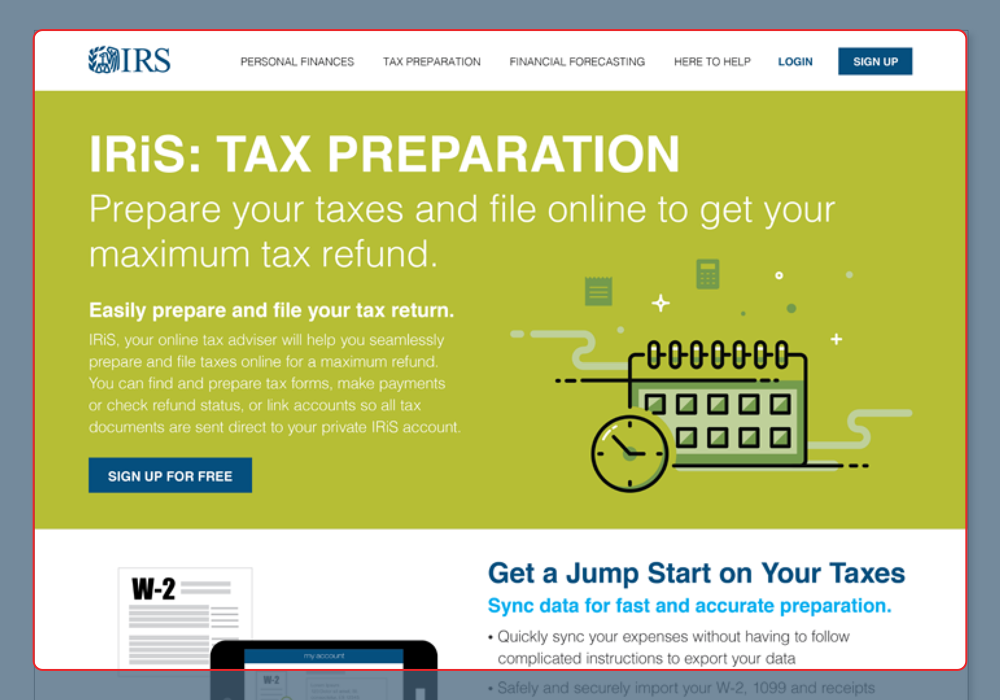 IRS
PERSONAL FINANCES
TAX PREPARATION
FINANCIAL FORECASTING
HERE TO HELP
LOGIN
SIGN UP
IRiS: TAX PREPARATION
Prepare your taxes and file online to get your
maximum tax refund.
Easily prepare and file your tax return.
IRiS, your online tax adviser will help you seamlessly
prepare and file taxes online for a maximum refund.
You can find and prepare tax forms, make payments
or check refund status, or link accounts so all tax
documents are sent direct to your private IRiS account.
SIGN UP FOR FREE
W-2
my account
W-2
Get a Jump Start on Your Taxes
Sync data for fast and accurate preparation.
• Quickly sync your expenses without having to follow
complicated instructions to export your data
• Safely and securely import your W-2, 1099 and receipts